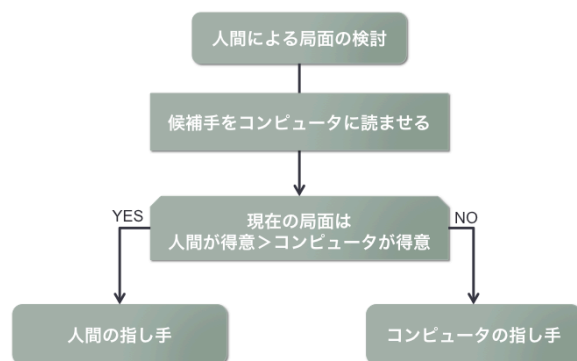 人間による局面の検討
候補手をコンピュータに読ませる
現在の局面は
人間が得意＞コンピュータが得意
YES
NO
人間の指し手
コンピュータの指し手